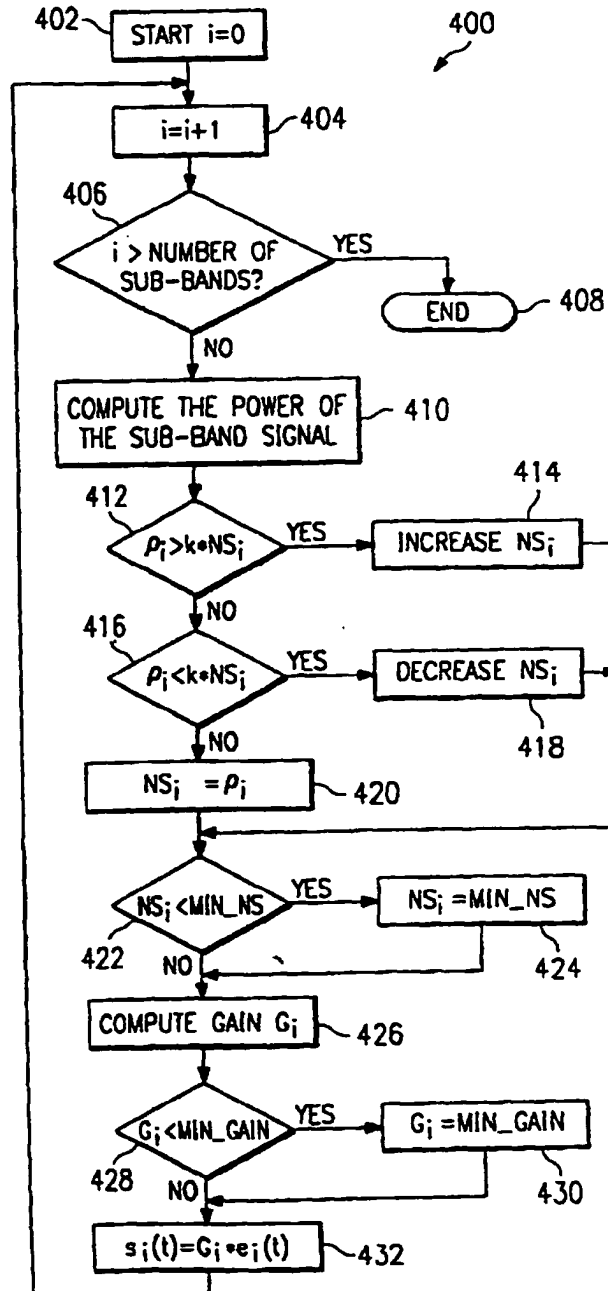 402
START i=0
400
i=i+1
404
406
i > NUMBER OF
SUB-BANDS?
YES
END
408
NO
COMPUTE THE POWER OF
THE SUB-BAND SIGNAL
410
412
ρi>k*NSi
YES
414
INCREASE NSi
NO
416
ρi<k*NSi
YES
DECREASE NSi
418
NO
NSi =ρi
420
NSi<MIN_NS
YES
NSi=MIN_NS
422
NO
424
COMPUTE GAIN Gi
426
Gi<MIN_GAIN
YES
Gi=MIN_GAIN
428
NO
430
si(t)=Gi*ei(t)
432